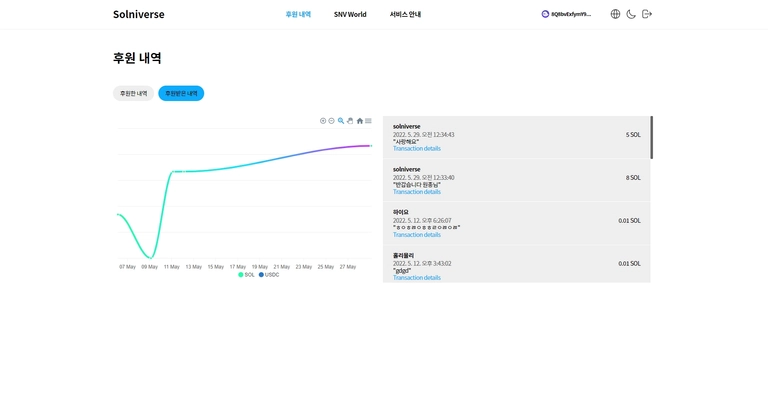 Solniverse
후원 내역
SNV World
서비스 안내
후원 내역
후원한 내역
후원받은 내역
07 May
09 May
11 May
13 May
15 May
17 May
19 May
21 May
23 May
25 May
27 May
SOL
USDC
solniverse
2022. 5. 29. 오전 12:34:43
"사랑해요"
Transaction details
5 SOL
solniverse
2022. 5. 29. 오전 12:33:40
"반갑습니다 원종님"
Transaction details
8 SOL
마이요
2022. 5. 12. 오후 6:26:07
Transaction details
0.01 SOL
훌리울리
2022. 5. 12. 오후 3:43:02
"gdgd"
Transaction details
0.01 SOL